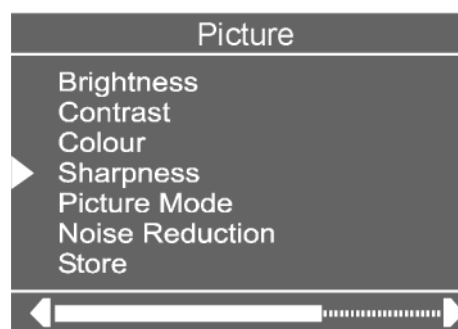 Picture
Brightness
Contrast
Colour
Sharpness
Picture Mode
Noise Reduction
Store